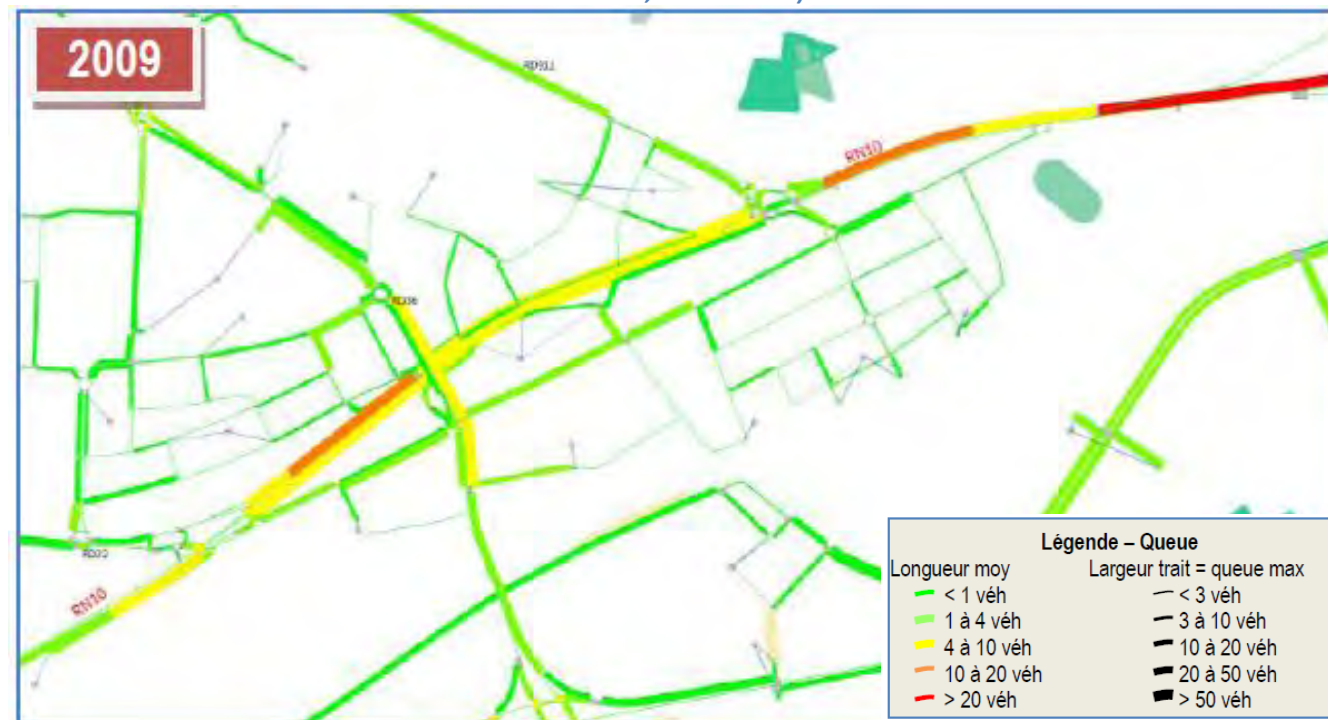 2009
RD911
RN10
RD36
RN10
Légende – Queue
Longueur moy Largeur trait = queue max
< 1 véh < 3 véh
1 à 4 véh 3 à 10 véh
4 à 10 véh 10 à 20 véh
10 à 20 véh 20 à 50 véh
> 20 véh > 50 véh